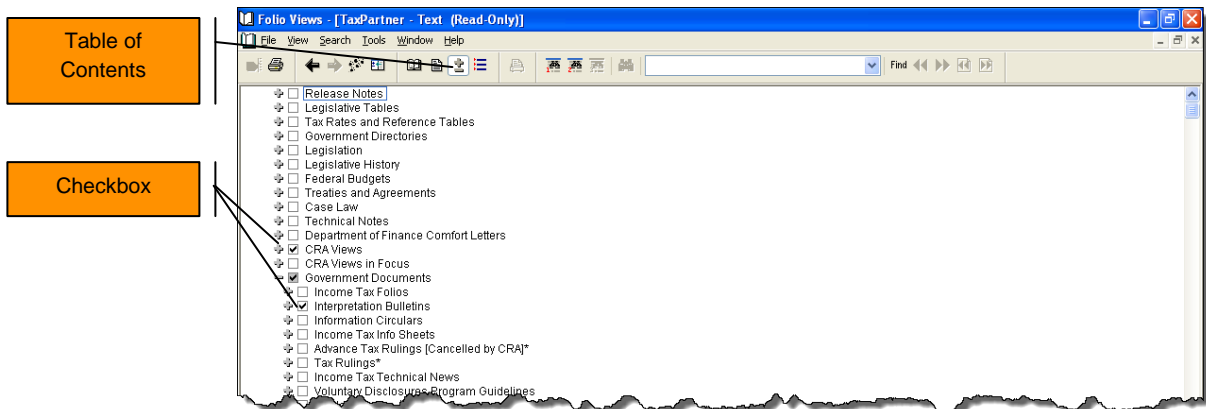 Table of
Contents
Checkbox
Folio Views - [TaxPartner - Text (Read-Only)]
File View Search Tools Window Help
Find
Release Notes
Legislative Tables
Tax Rates and Reference Tables
Government Directories
Legislation
Legislative History
Federal Budgets
Treaties and Agreements
Case Law
Technical Notes
Department of Finance Comfort Letters
CRA Views
CRA Views in Focus
Government Documents
Income Tax Folios
Interpretation Bulletins
Information Circulars
Income Tax Info Sheets
Advance Tax Rulings [Cancelled by CRA]*
Tax Rulings*
Income Tax Technical News
Voluntary Disclosures Program Guidelines